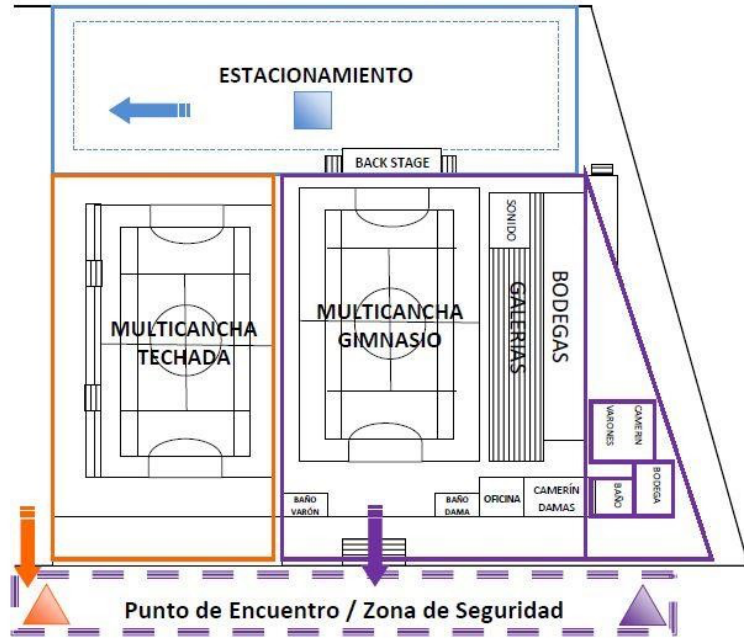 ESTACIONAMIENTO
BACK STAGE
SONIDO
GALERIAS
BODEGAS
MULTICANCHA
TECHADA
MULTICANCHA
GIMNASIO
CAMERIN
VARONES
BODEGA
BAÑO
BAÑO
VARÓN
BAÑO
DAMA
OFICINA
CAMERÍN
DAMAS
Punto de Encuentro / Zona de Seguridad